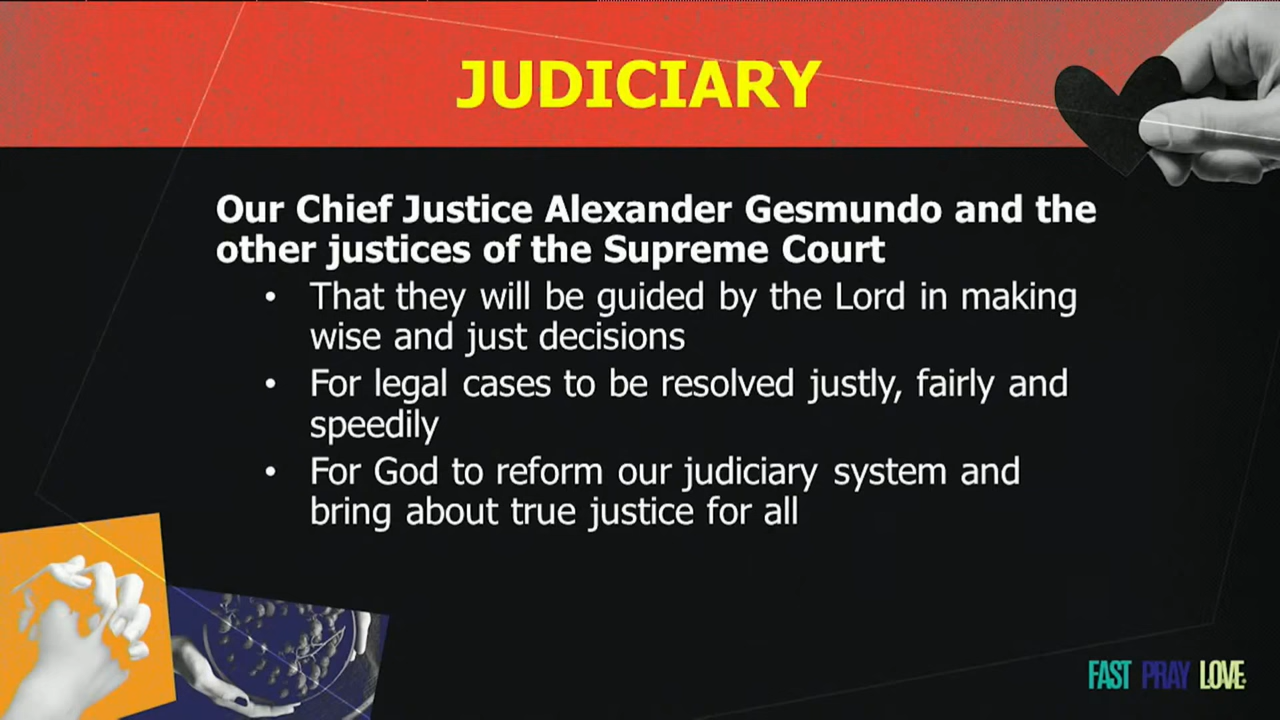 JUDICIARY
Our Chief Justice Alexander Gesmundo and the
other justices of the Supreme Court
• That they will be guided by the Lord in making
wise and just decisions
• For legal cases to be resolved justly, fairly and
speedily
• For God to reform our judiciary system and
bring about true justice for all
FAST PRAY LOVE